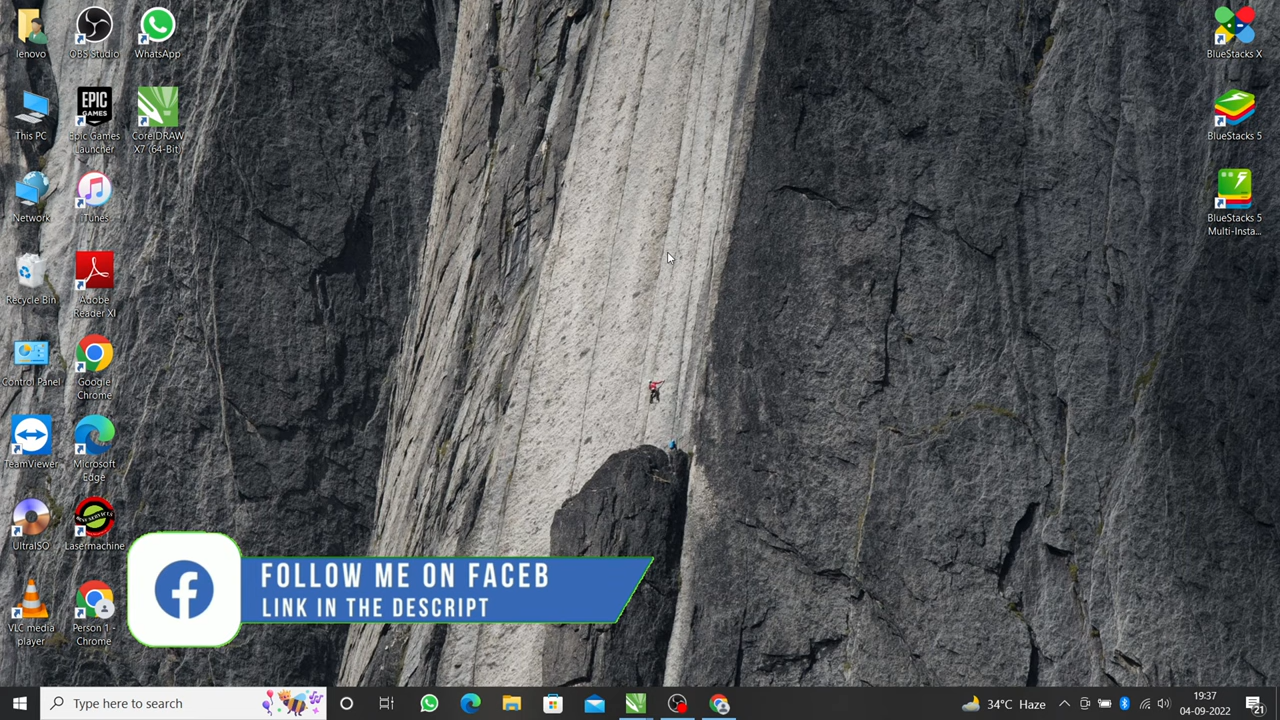 lenovo
OBS Studio
WhatsApp
BlueStacks X
This PC
EPIC
GAMES
Epic Games
Launcher
CorelDRAW
X7 (64-Bit)
BlueStacks 5
Network
iTunes
BlueStacks 5
Multi-Insta...
Recycle Bin
Adobe
Reader XI
Control Panel
Google
Chrome
TeamViewer
Microsoft
Edge
UltraISO
Lasermachine
VLC media
player
Person 1 -
Chrome
FOLLOW ME ON FACEB
LINK IN THE DESCRIPT
Type here to search
34°C Haze
19:37
04-09-2022
21